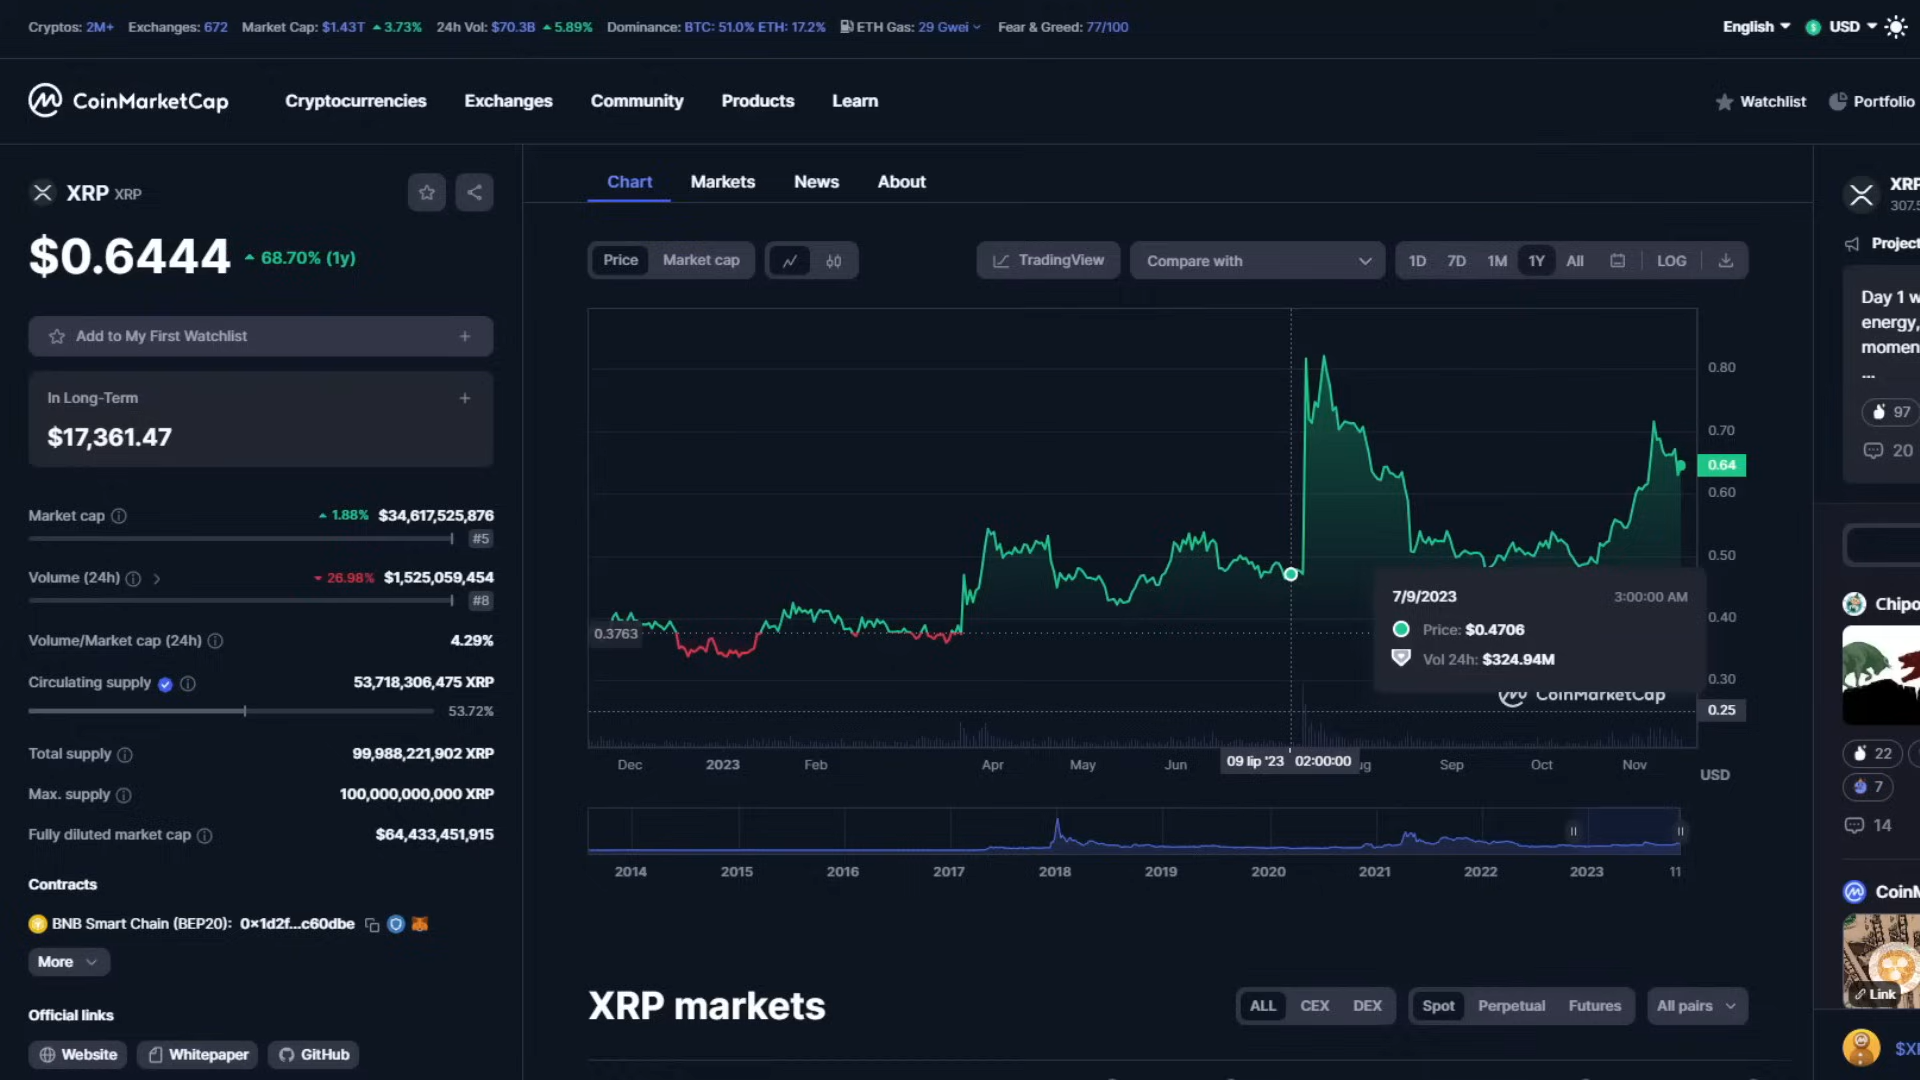 Cryptos: 2M+ Exchanges: 672 Market Cap: $1.43T 3.73% 24h Vol: $70.3B 5.89% Dominance: BTC: 51.0% ETH: 17.2% ETH Gas: 29 Gwei Fear & Greed: 77/100
English USD
CoinMarketCap Cryptocurrencies Exchanges Community Products Learn
Watchlist Portfolio
XRP XRP
$0.6444 68.70% (1y)
Add to My First Watchlist +
In Long-Term +
$17,361.47
Market cap 1.88% $34,617,525,876
#5
Volume (24h) 26.98% $1,525,059,454
#8
Volume/Market cap (24h) 4.29%
Circulating supply 53,718,306,475 XRP
53.72%
Total supply 99,988,221,902 XRP
Max. supply 100,000,000,000 XRP
Fully diluted market cap $64,433,451,915
Contracts
BNB Smart Chain (BEP20): 0x1d2f...c60dbe
More
Official links
Website Whitepaper GitHub
Chart Markets News About
Price Market cap TradingView Compare with 1D 7D 1M 1Y All LOG
0.80
0.70
0.64
0.60
0.50
0.40
0.30
0.25
0.3763
7/9/2023 3:00:00 AM
Price: $0.4706
Vol 24h: $324.94M
CoinMarketCap
Dec 2023 Feb Apr May Jun 09 lip '23 02:00:00 ug Sep Oct Nov
USD
2014 2015 2016 2017 2018 2019 2020 2021 2022 2023 11
XRP markets ALL CEX DEX Spot Perpetual Futures All pairs
XRP
307.5
Project
Day 1 w
energy,
momen
...
97
20
Chipo
22
7
14
CoinM
Link
$XR